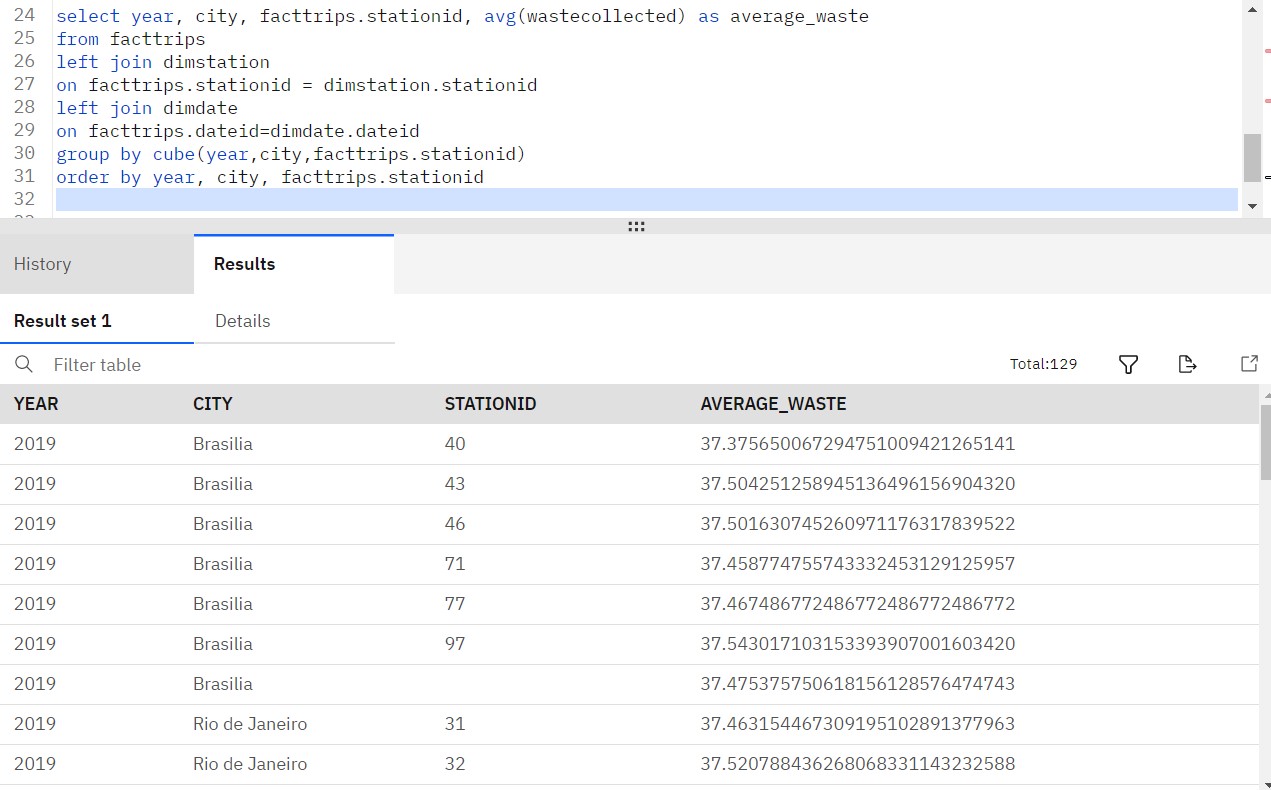 24 select year, city, facttrips.stationid, avg(wastecollected) as average_waste
25 from facttrips
26 left join dimstation
27 on facttrips.stationid = dimstation.stationid
28 left join dimdate
29 on facttrips.dateid=dimdate.dateid
30 group by cube(year,city,facttrips.stationid)
31 order by year, city, facttrips.stationid
32
History Results
Result set 1 Details
Filter table Total:129
YEAR CITY STATIONID AVERAGE_WASTE
2019 Brasilia 40 37.3756500672947510094212651​41
2019 Brasilia 43 37.504251258945136496156904320
2019 Brasilia 46 37.501630745260971176317839522
2019 Brasilia 71 37.458774755743332453129125957
2019 Brasilia 77 37.467486772486772486772486772
2019 Brasilia 97 37.543017103153393907001603420
2019 Brasilia 37.475375750618156128576474743
2019 Rio de Janeiro 31 37.463154467309195102891377963
2019 Rio de Janeiro 32 37.520788436268068331143232588